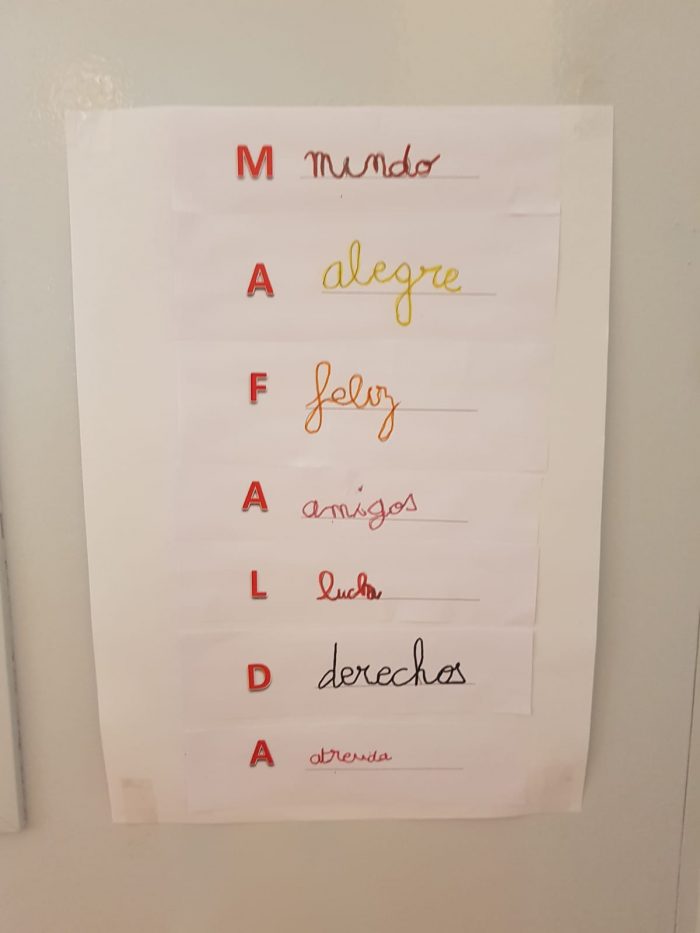 M mundo
A alegre
F feliz
A amigos
L lucha
D derechos
A atrevida